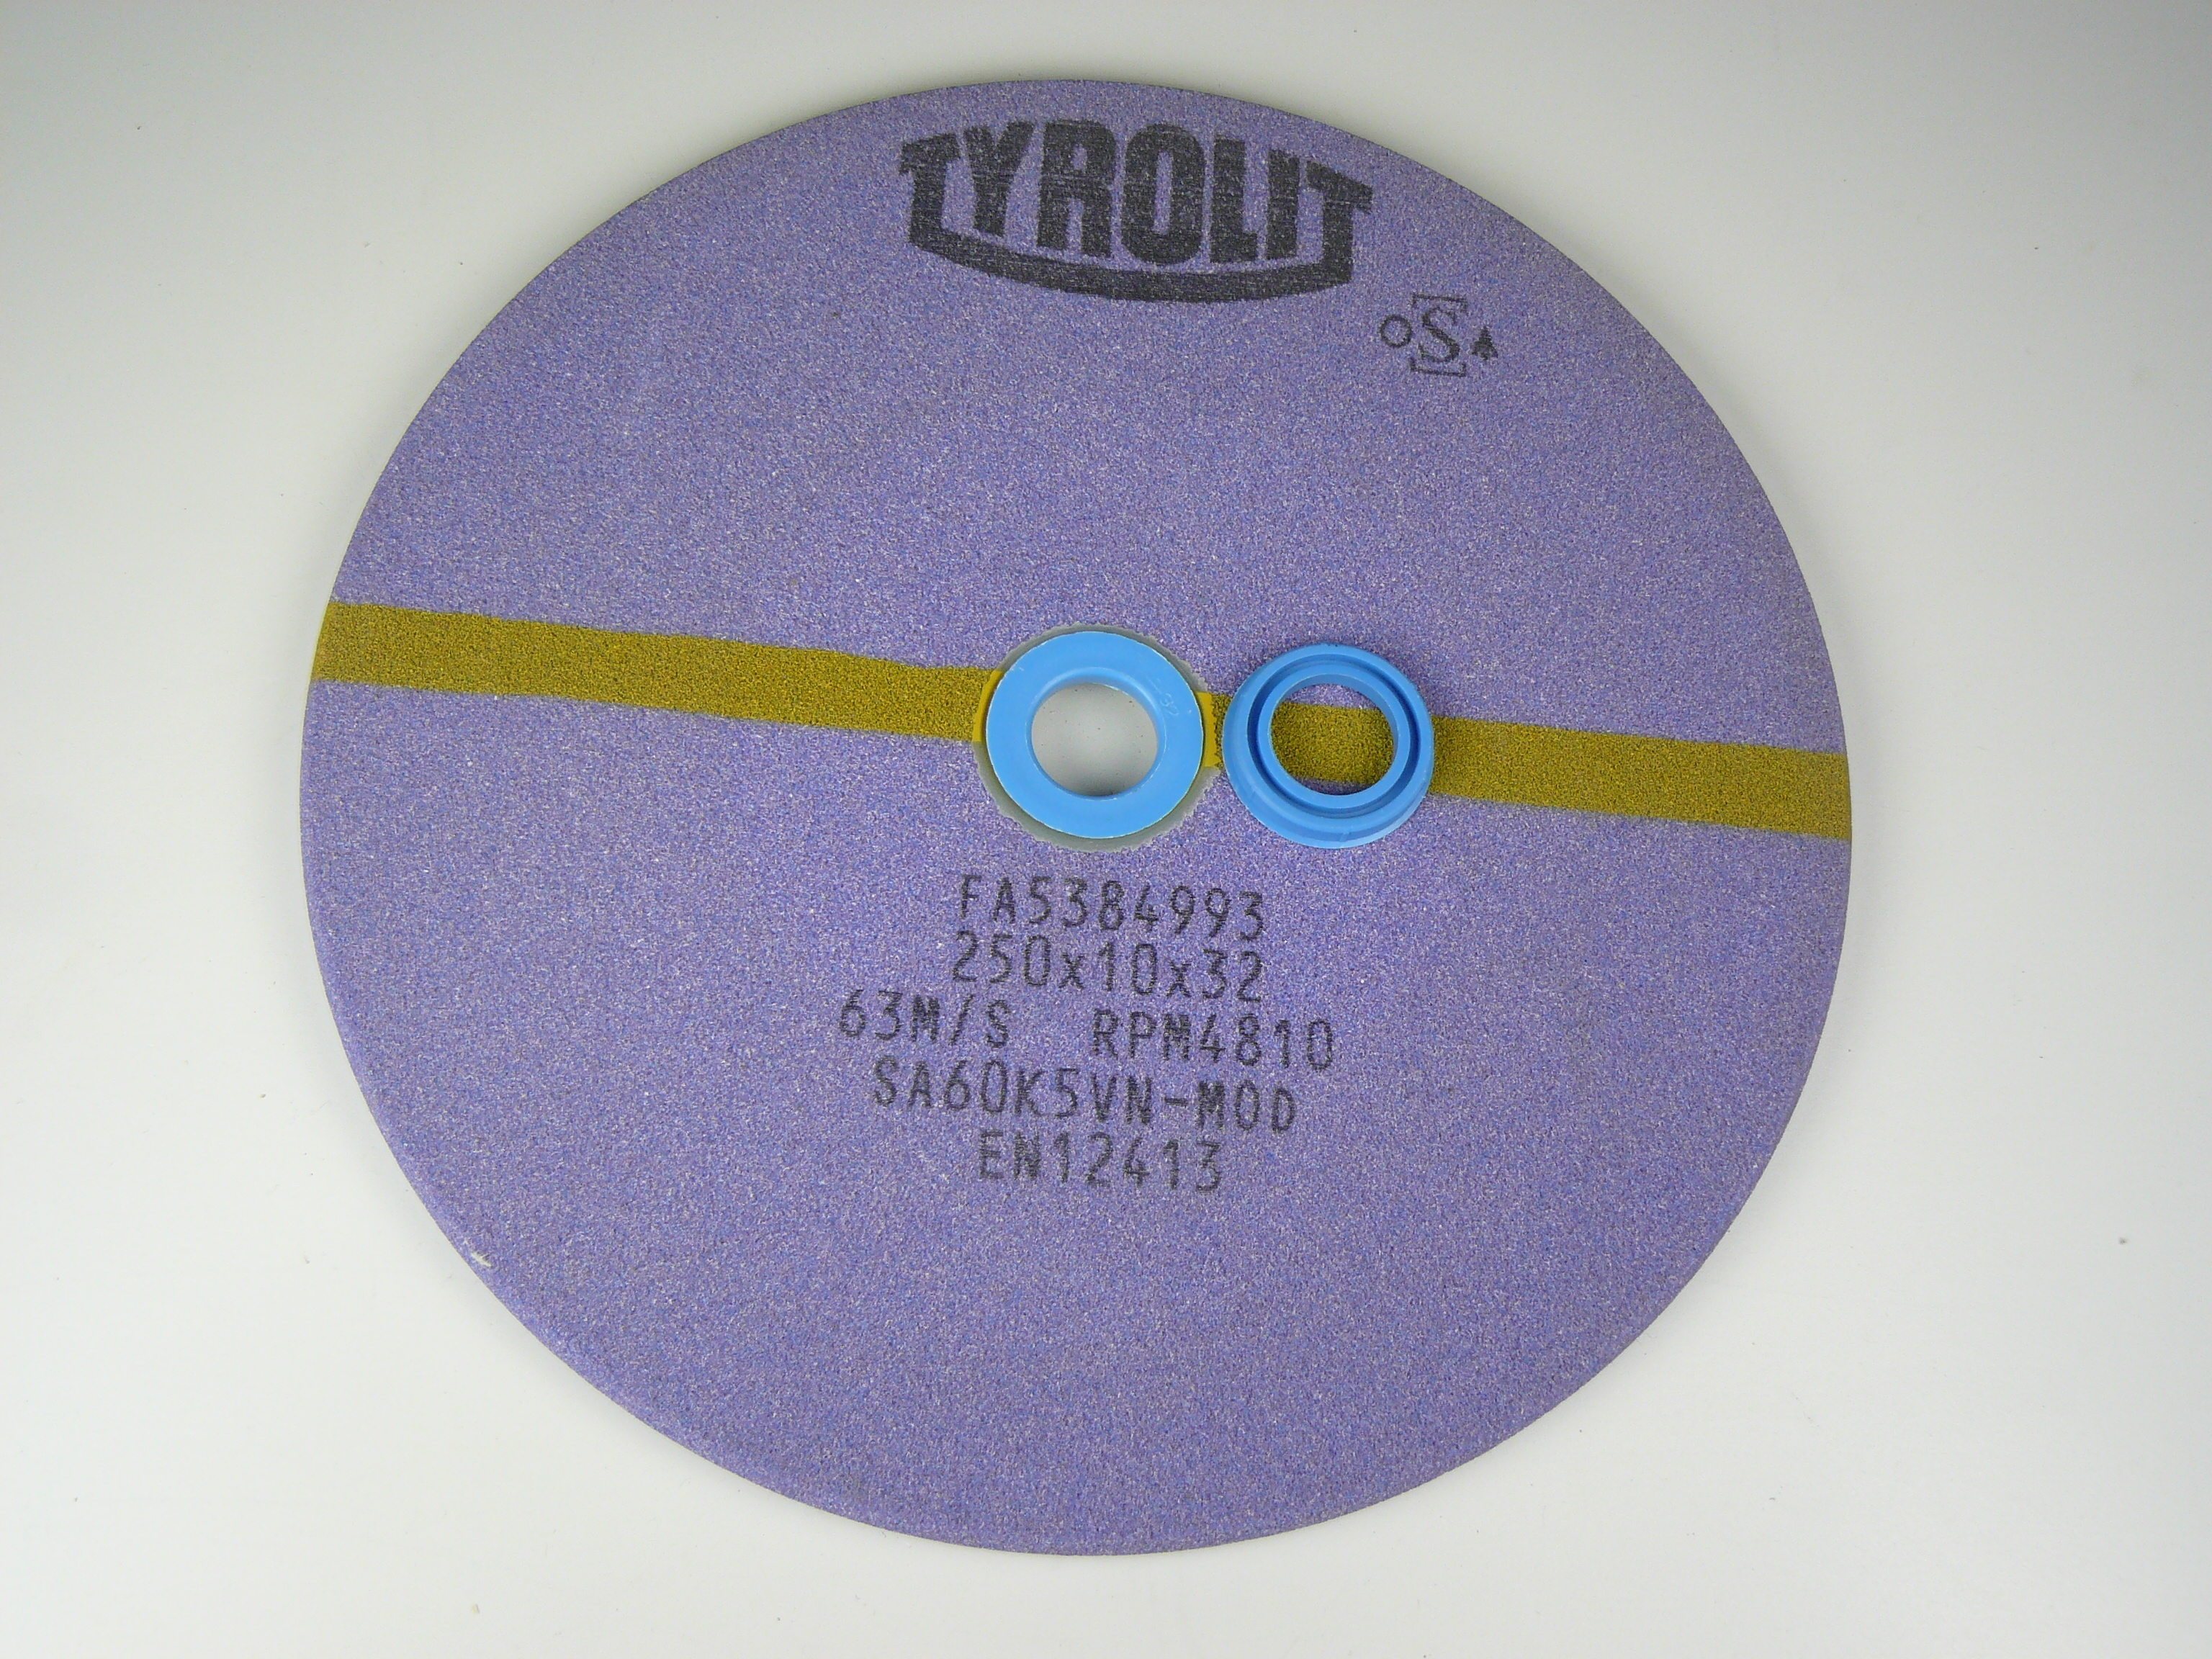 TYROLIT
S
FA5384993
250x10x32
63M/S RPM4810
SA60K5VN-MOD
EN12413